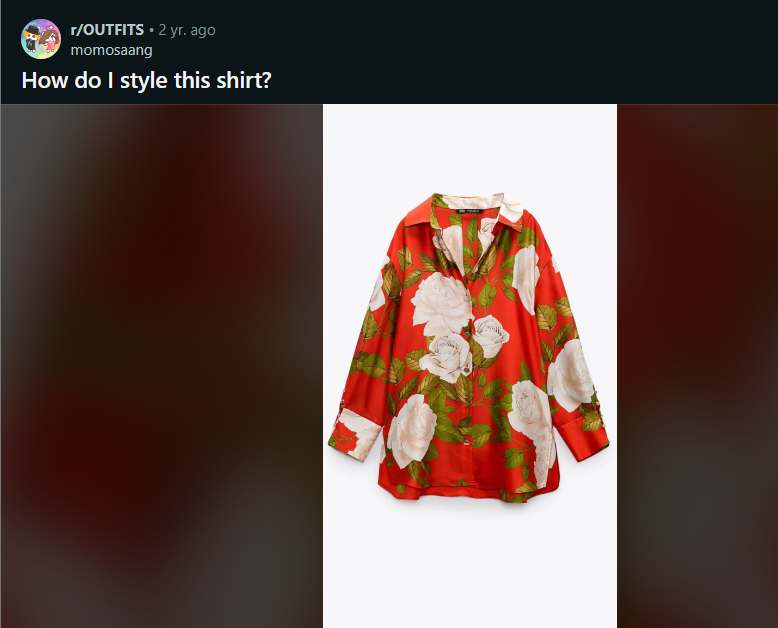 r/OUTFITS • 2 yr. ago
momosaang
How do I style this shirt?